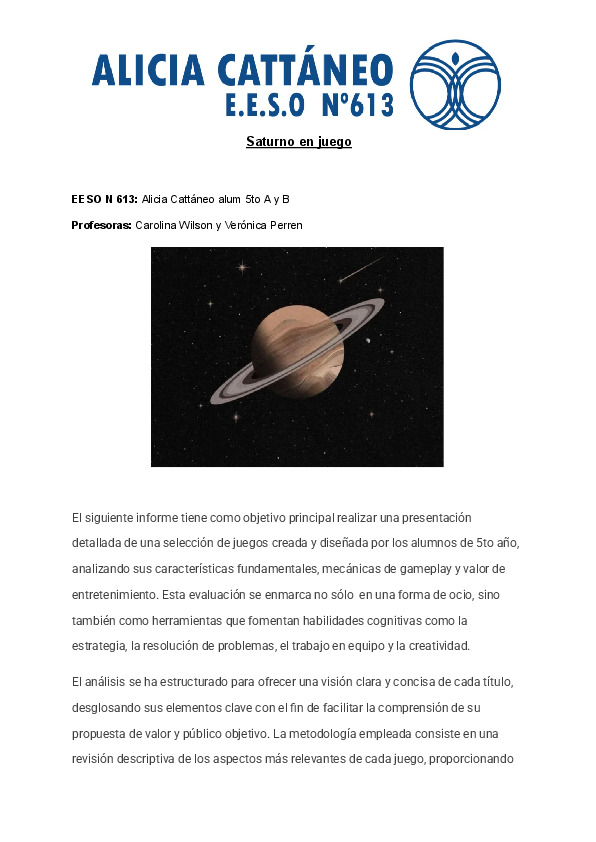 ALICIA CATTÁNEO
E.E.S.O Nº613
Saturno en juego
EESO N 613: Alicia Cattáneo alum 5to A y B
Profesoras: Carolina Wilson y Verónica Perren
El siguiente informe tiene como objetivo principal realizar una presentación
detallada de una selección de juegos creada y diseñada por los alumnos de 5to año,
analizando sus características fundamentales, mecánicas de gameplay y valor de
entretenimiento. Esta evaluación se enmarca no sólo en una forma de ocio, sino
también como herramientas que fomentan habilidades cognitivas como la
estrategia, la resolución de problemas, el trabajo en equipo y la creatividad.
El análisis se ha estructurado para ofrecer una visión clara y concisa de cada título,
desglosando sus elementos clave con el fin de facilitar la comprensión de su
propuesta de valor y público objetivo. La metodología empleada consiste en una
revisión descriptiva de los aspectos más relevantes de cada juego, proporcionando